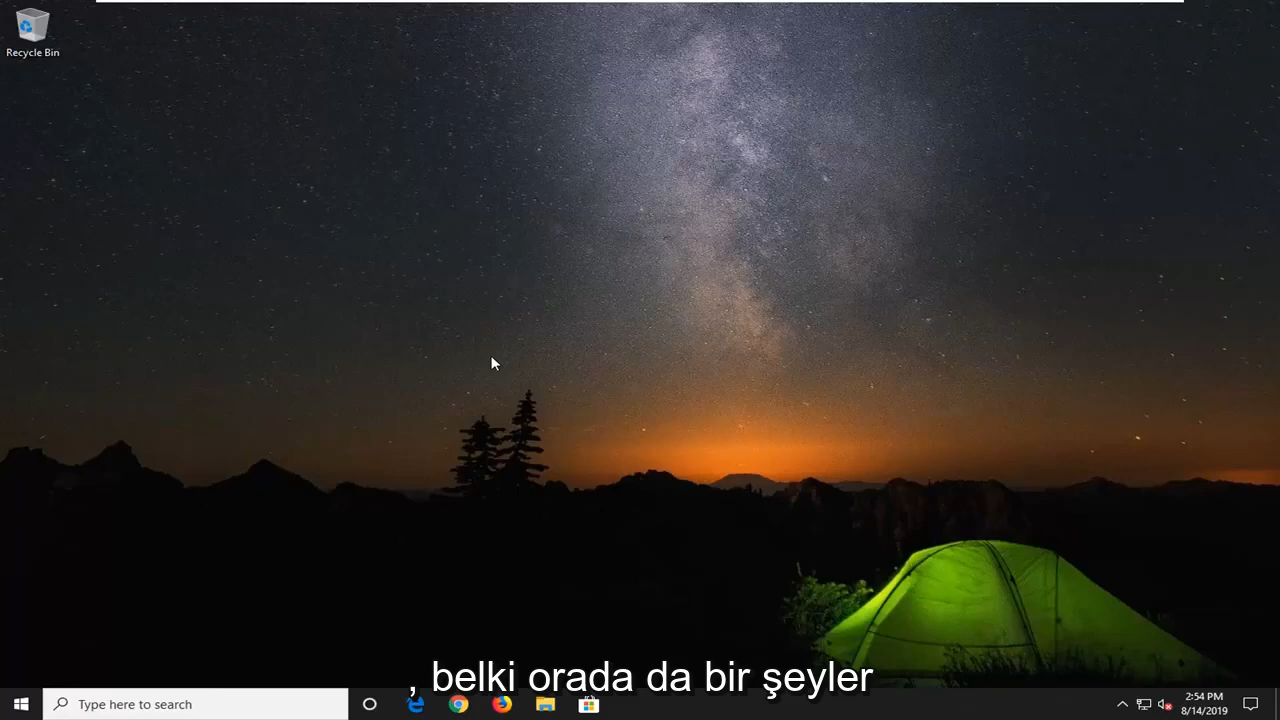 Recycle Bin
, belki orada da bir şeyler
Type here to search
2:54 PM
8/14/2019